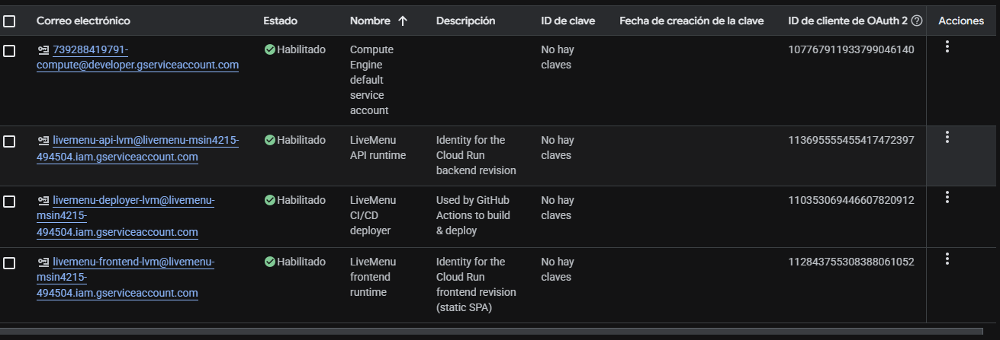 Correo electrónico Estado Nombre Descripción ID de clave Fecha de creación de la clave ID de cliente de OAuth 2 Acciones
739288419791-
compute@developer.gserviceaccount.com
Habilitado
Compute
Engine
default
service
account
No hay
claves
107767911933799046140
livemenu-api-lvm@livemenu-msin4215-
494504.iam.gserviceaccount.com
Habilitado
LiveMenu
API runtime
Identity for the
Cloud Run
backend revision
No hay
claves
113695555455417472397
livemenu-deployer-lvm@livemenu-
msin4215-
494504.iam.gserviceaccount.com
Habilitado
LiveMenu
CI/CD
deployer
Used by GitHub
Actions to build
& deploy
No hay
claves
110353069446607820912
livemenu-frontend-lvm@livemenu-
msin4215-
494504.iam.gserviceaccount.com
Habilitado
LiveMenu
frontend
runtime
Identity for the
Cloud Run
frontend revision
(static SPA)
No hay
claves
112843755308388061052